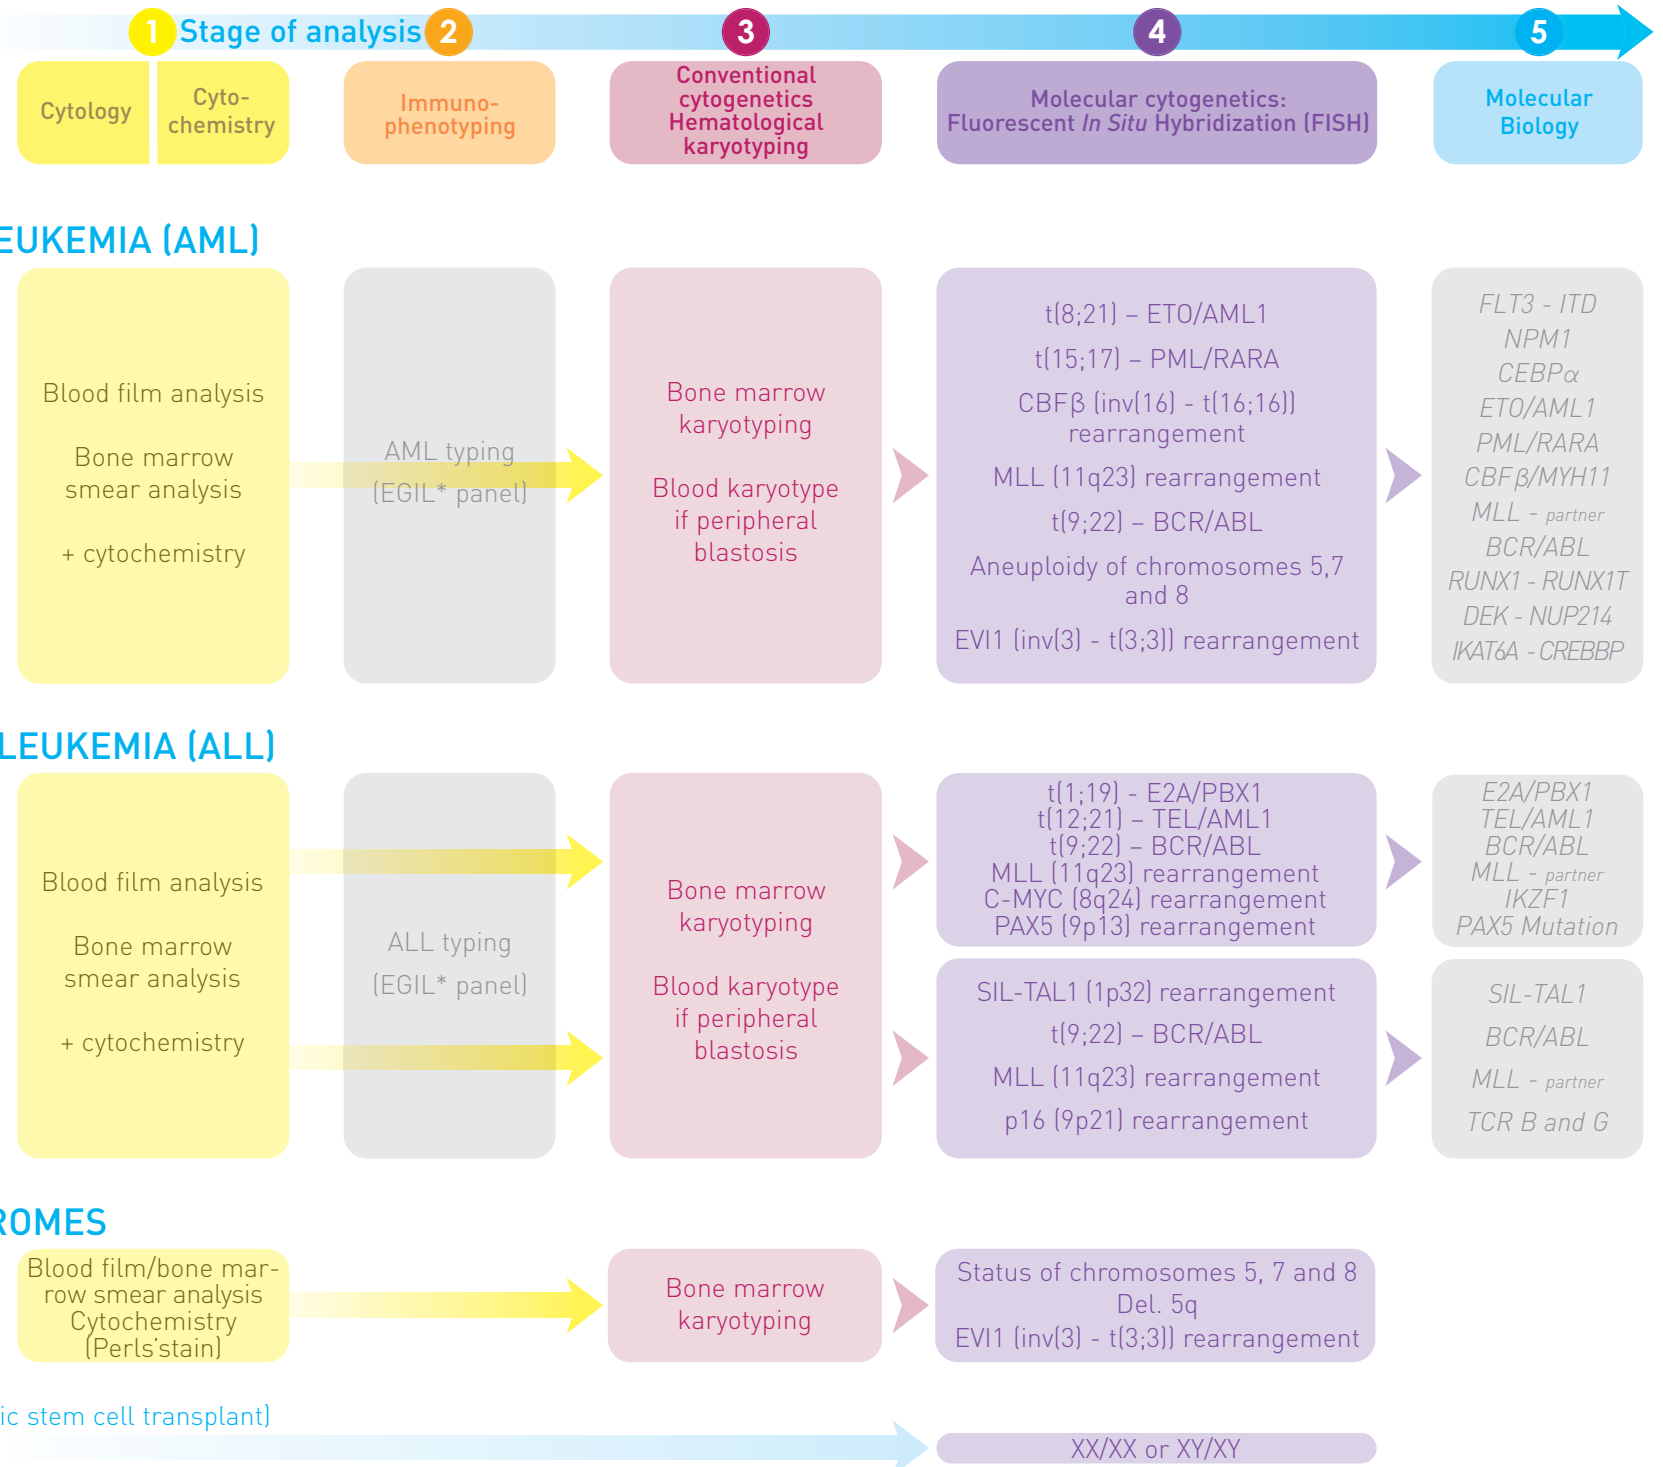 1 Stage of analysis 2 3 4 5
Cytology
Cyto-
chemistry
Immuno-
phenotyping
Conventional
cytogenetics
Hematological
karyotyping
Molecular cytogenetics:
Fluorescent In Situ Hybridization (FISH)
Molecular
Biology
EUKEMIA (AML)
Blood film analysis
Bone marrow
smear analysis
+ cytochemistry
AML typing
(EGIL* panel)
Bone marrow
karyotyping
Blood karyotype
if peripheral
blastosis
t(8;21) – ETO/AML1
t(15;17) – PML/RARA
CBFβ (inv(16) - t(16;16))
rearrangement
MLL (11q23) rearrangement
t(9;22) – BCR/ABL
Aneuploidy of chromosomes 5,7
and 8
EVI1 (inv(3) - t(3;3)) rearrangement
FLT3 - ITD
NPM1
CEBPα
ETO/AML1
PML/RARA
CBFβ/MYH11
MLL - partner
BCR/ABL
RUNX1 - RUNX1T
DEK - NUP214
IKAT6A - CREBBP
LEUKEMIA (ALL)
Blood film analysis
Bone marrow
smear analysis
+ cytochemistry
ALL typing
(EGIL* panel)
Bone marrow
karyotyping
Blood karyotype
if peripheral
blastosis
t(1;19) - E2A/PBX1
t(12;21) – TEL/AML1
t(9;22) – BCR/ABL
MLL (11q23) rearrangement
C-MYC (8q24) rearrangement
PAX5 (9p13) rearrangement
E2A/PBX1
TEL/AML1
BCR/ABL
MLL - partner
IKZF1
PAX5 Mutation
SIL-TAL1 (1p32) rearrangement
t(9;22) – BCR/ABL
MLL (11q23) rearrangement
p16 (9p21) rearrangement
SIL-TAL1
BCR/ABL
MLL - partner
TCR B and G
ROMES
Blood film/bone mar-
row smear analysis
Cytochemistry
(Perls'stain)
Bone marrow
karyotyping
Status of chromosomes 5, 7 and 8
Del. 5q
EVI1 (inv(3) - t(3;3)) rearrangement
ic stem cell transplant)
XX/XX or XY/XY